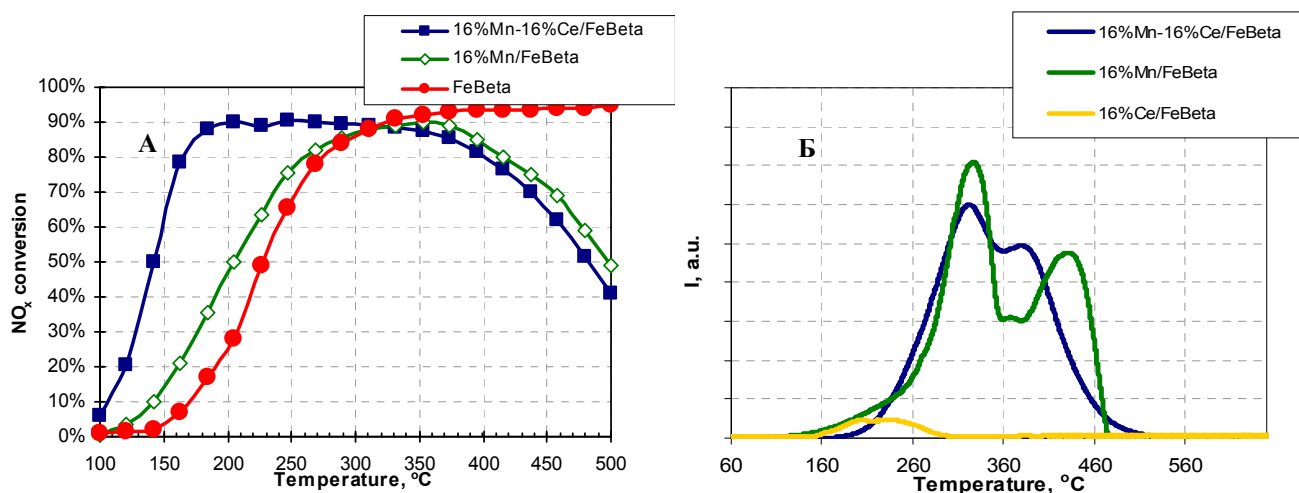 16%Mn-16%Ce/FeBeta
16%Mn/FeBeta
FeBeta
100%
90%
80%
70%
60%
50%
40%
30%
20%
10%
0%
NOx conversion
А
100 150 200 250 300 350 400 450 500
Temperature, ºC
16%Mn-16%Ce/FeBeta
16%Mn/FeBeta
16%Ce/FeBeta
Б
I, a.u.
60 160 260 360 460 560
Temperature, ºC